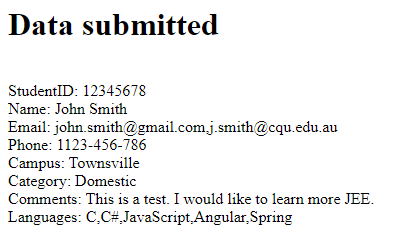 Data submitted
StudentID: 12345678
Name: John Smith
Email: john.smith@gmail.com,j.smith@cqu.edu.au
Phone: 1123-456-786
Campus: Townsville
Category: Domestic
Comments: This is a test. I would like to learn more JEE.
Languages: C,C#,JavaScript,Angular,Spring